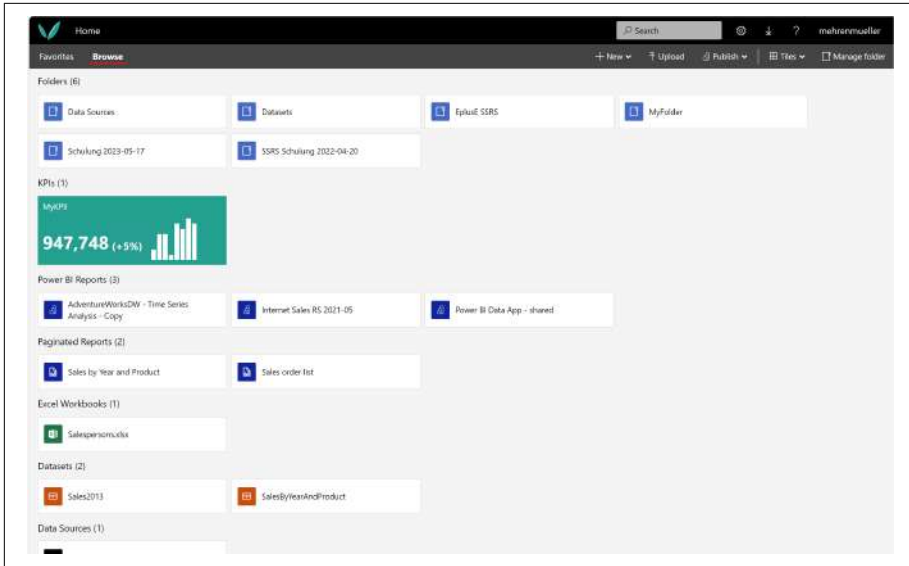 Home
Search
?
mehrenmueller
Favorites
Browse
New
Upload
Publish
Tiles
Manage folder
Folders (6)
Data Sources
Datasets
EplusE SSRS
MyFolder
Schulung 2023-05-17
SSRS Schulung 2022-04-20
KPIs (1)
MyKPI
947,748 (+5%)
Power BI Reports (3)
AdventureWorksDW - Time Series
Analysis - Copy
Internet Sales RS 2021-05
Power BI Data App - shared
Paginated Reports (2)
Sales by Year and Product
Sales order list
Excel Workbooks (1)
Salesperson.xlsx
Datasets (2)
Sales2013
SalesByYearAndProduct
Data Sources (1)